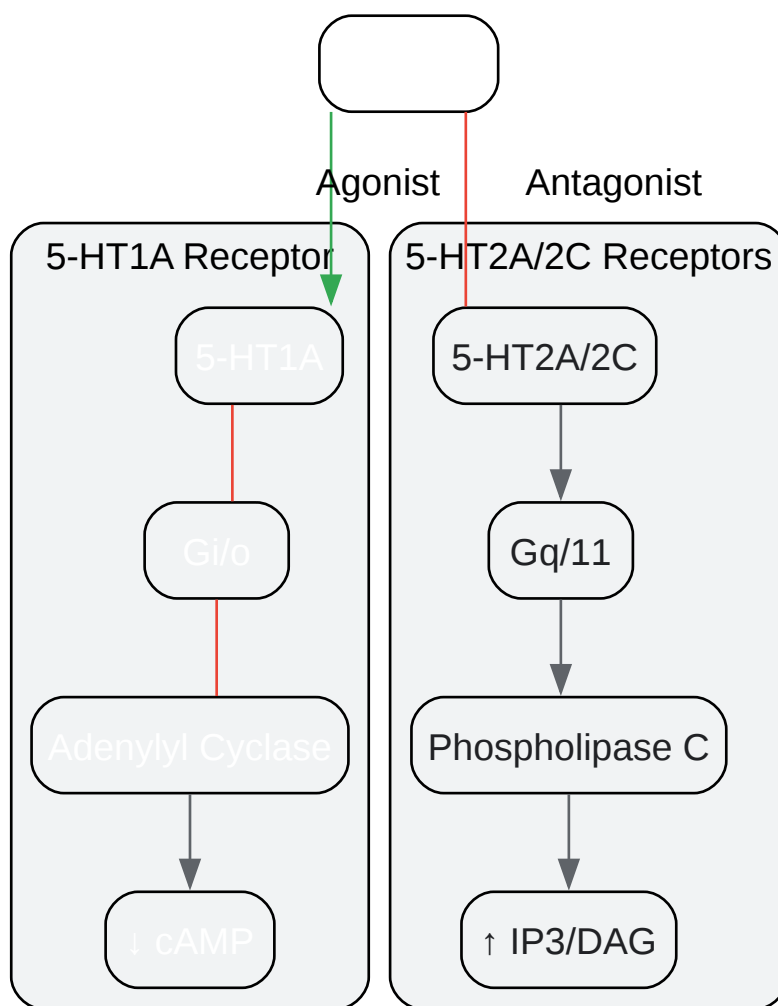 Agonist
Antagonist
5-HT1A Receptor
5-HT2A/2C Receptors
5-HT1A
5-HT2A/2C
Gi/o
Gq/11
Adenylyl Cyclase
Phospholipase C
↓ cAMP
↑ IP3/DAG